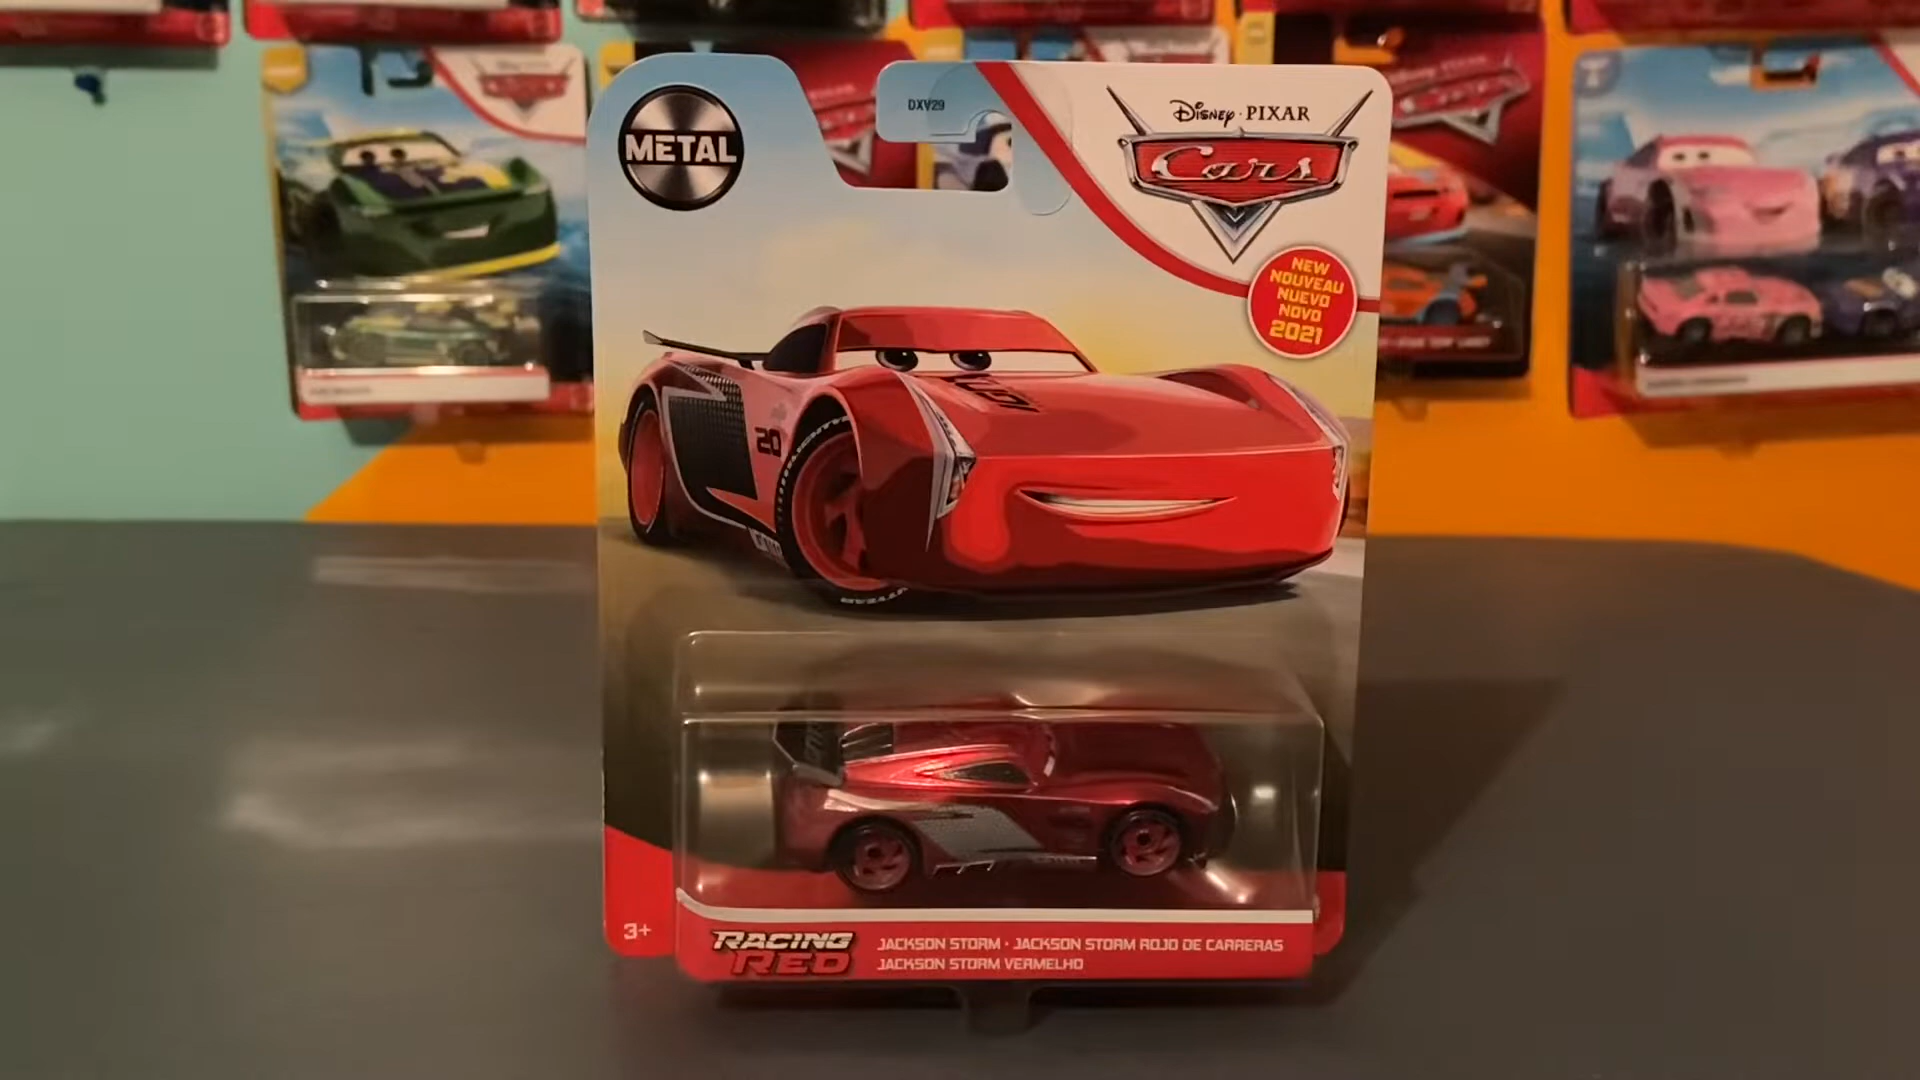 METAL
DXV29
Disney · PIXAR
Cars
NEW
NOUVEAU
NUEVO
NOVO
2021
20
3+
RACING
RED
JACKSON STORM · JACKSON STORM ROJO DE CARRERAS
JACKSON STORM VERMELHO